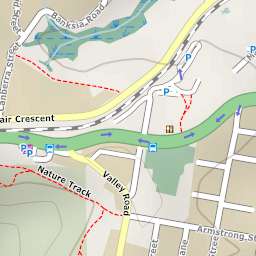 Banksia Road
Canberra Street
air Crescent
P
P
P
P
P
Nature Track
Valley Road
Armstrong St